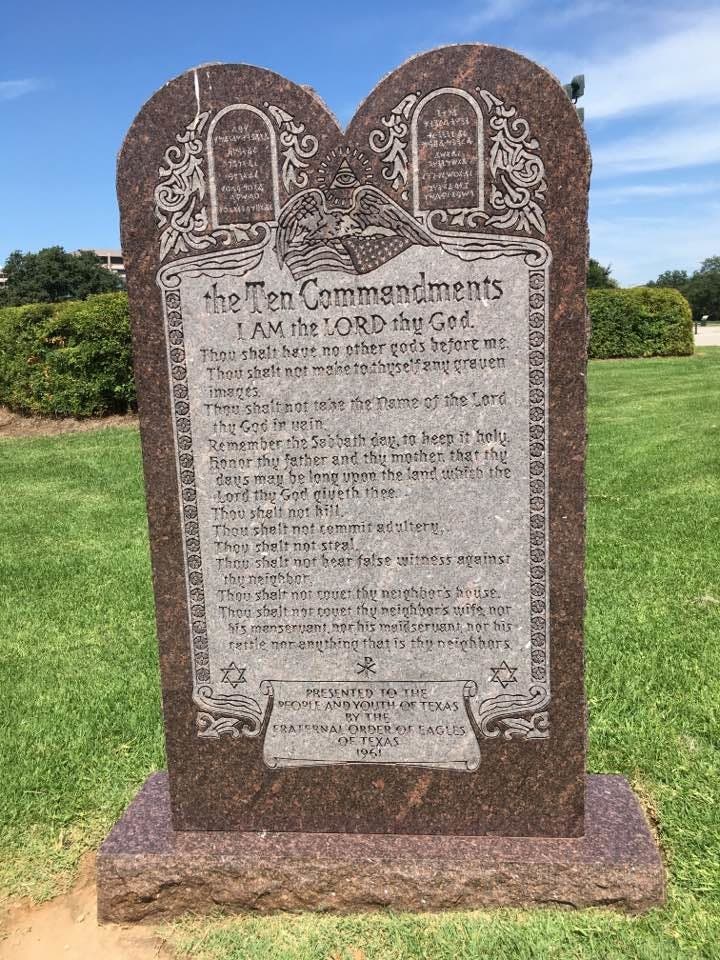 the Ten Commandments
I AM the LORD thy God.
Thou shalt have no other gods before me.
Thou shalt not make to thyself any graven
images.
Thou shalt not take the Name of the Lord
thy God in vain.
Remember the Sabbath day, to keep it holy.
Honor thy father and thy mother that thy
days may be long upon the land which the
Lord thy God giveth thee.
Thou shalt not kill.
Thou shalt not commit adultery.
Thou shalt not steal.
Thou shalt not bear false witness against
thy neighbor.
Thou shalt not covet thy neighbor's house.
Thou shalt not covet thy neighbor's wife, nor
his manservant, nor his maidservant, nor his
cattle nor anything that is thy neighbors.
PRESENTED TO THE
PEOPLE AND YOUTH OF TEXAS
BY THE
FRATERNAL ORDER OF EAGLES
OF TEXAS
1961